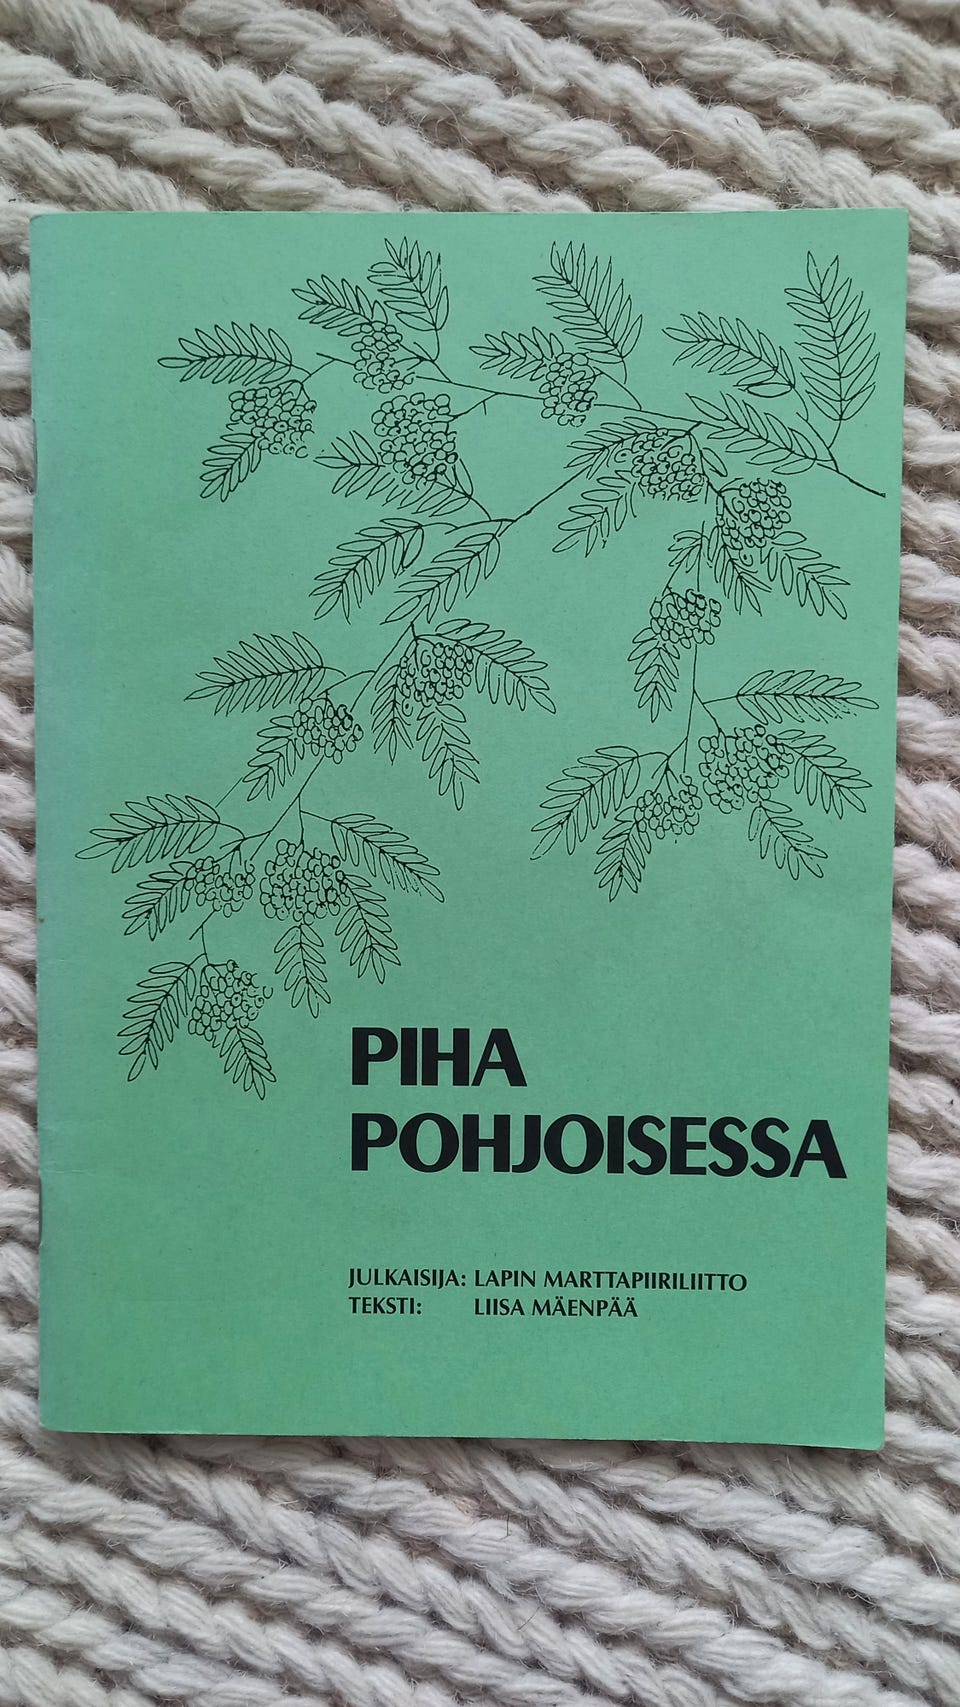 PIHA
POHJOISESSA
JULKAISIJA: LAPIN MARTTAPIIRILIITTO
TEKSTI: LIISA MÄENPÄÄ